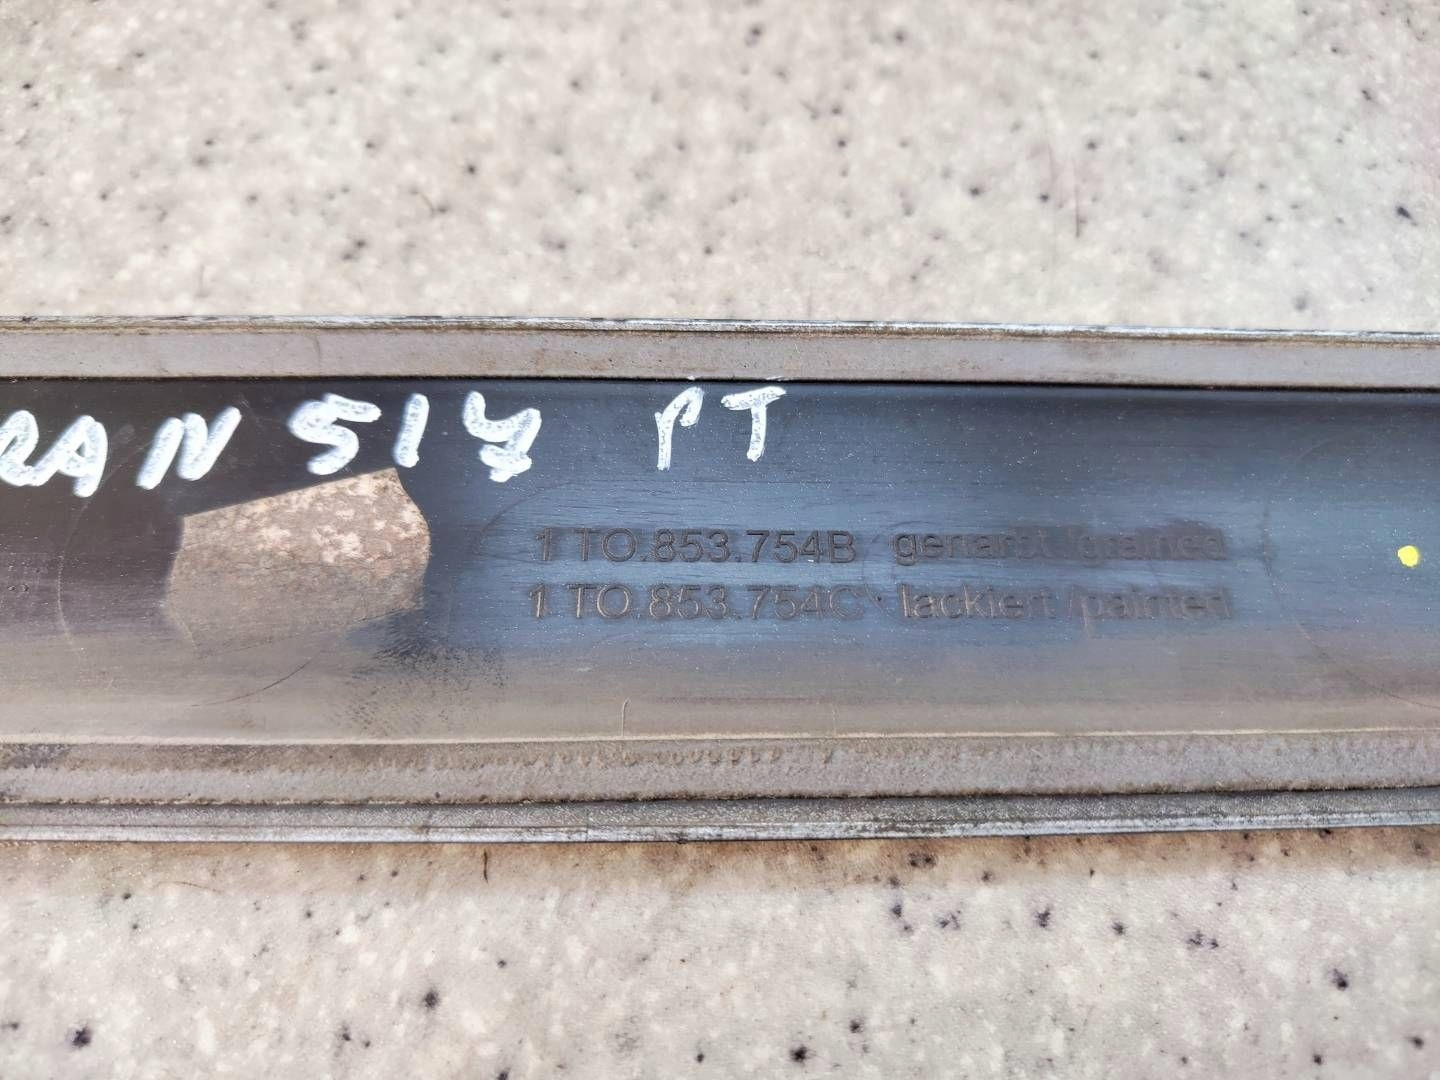 RAN 514 PT
1 TO.853.754B genarbt /grained
1 TO.853.754C lackiert /painted